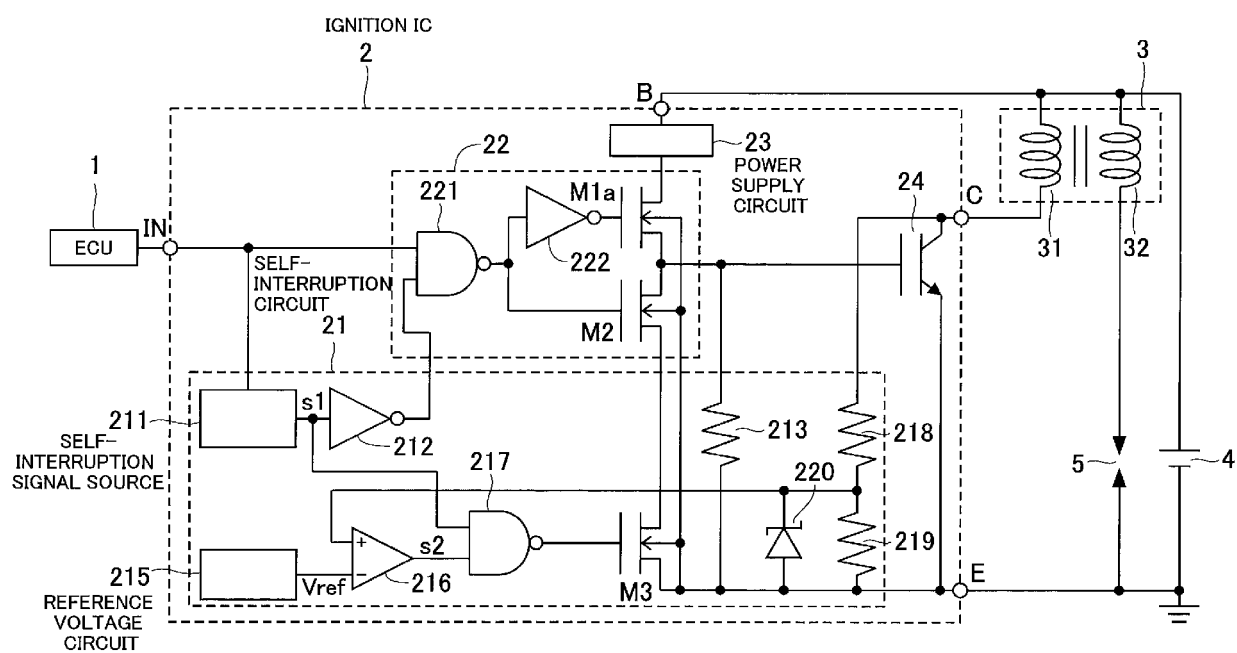 IGNITION IC
2
B
3
1
22
23
POWER
SUPPLY
CIRCUIT
24
C
221
M1a
IN
ECU
222
31
32
SELF-
INTERRUPTION
CIRCUIT
21
M2
211
s1
212
213
218
SELF-
INTERRUPTION
SIGNAL SOURCE
217
220
5
4
215
+
−
s2
216
219
Vref
M3
E
REFERENCE
VOLTAGE
CIRCUIT